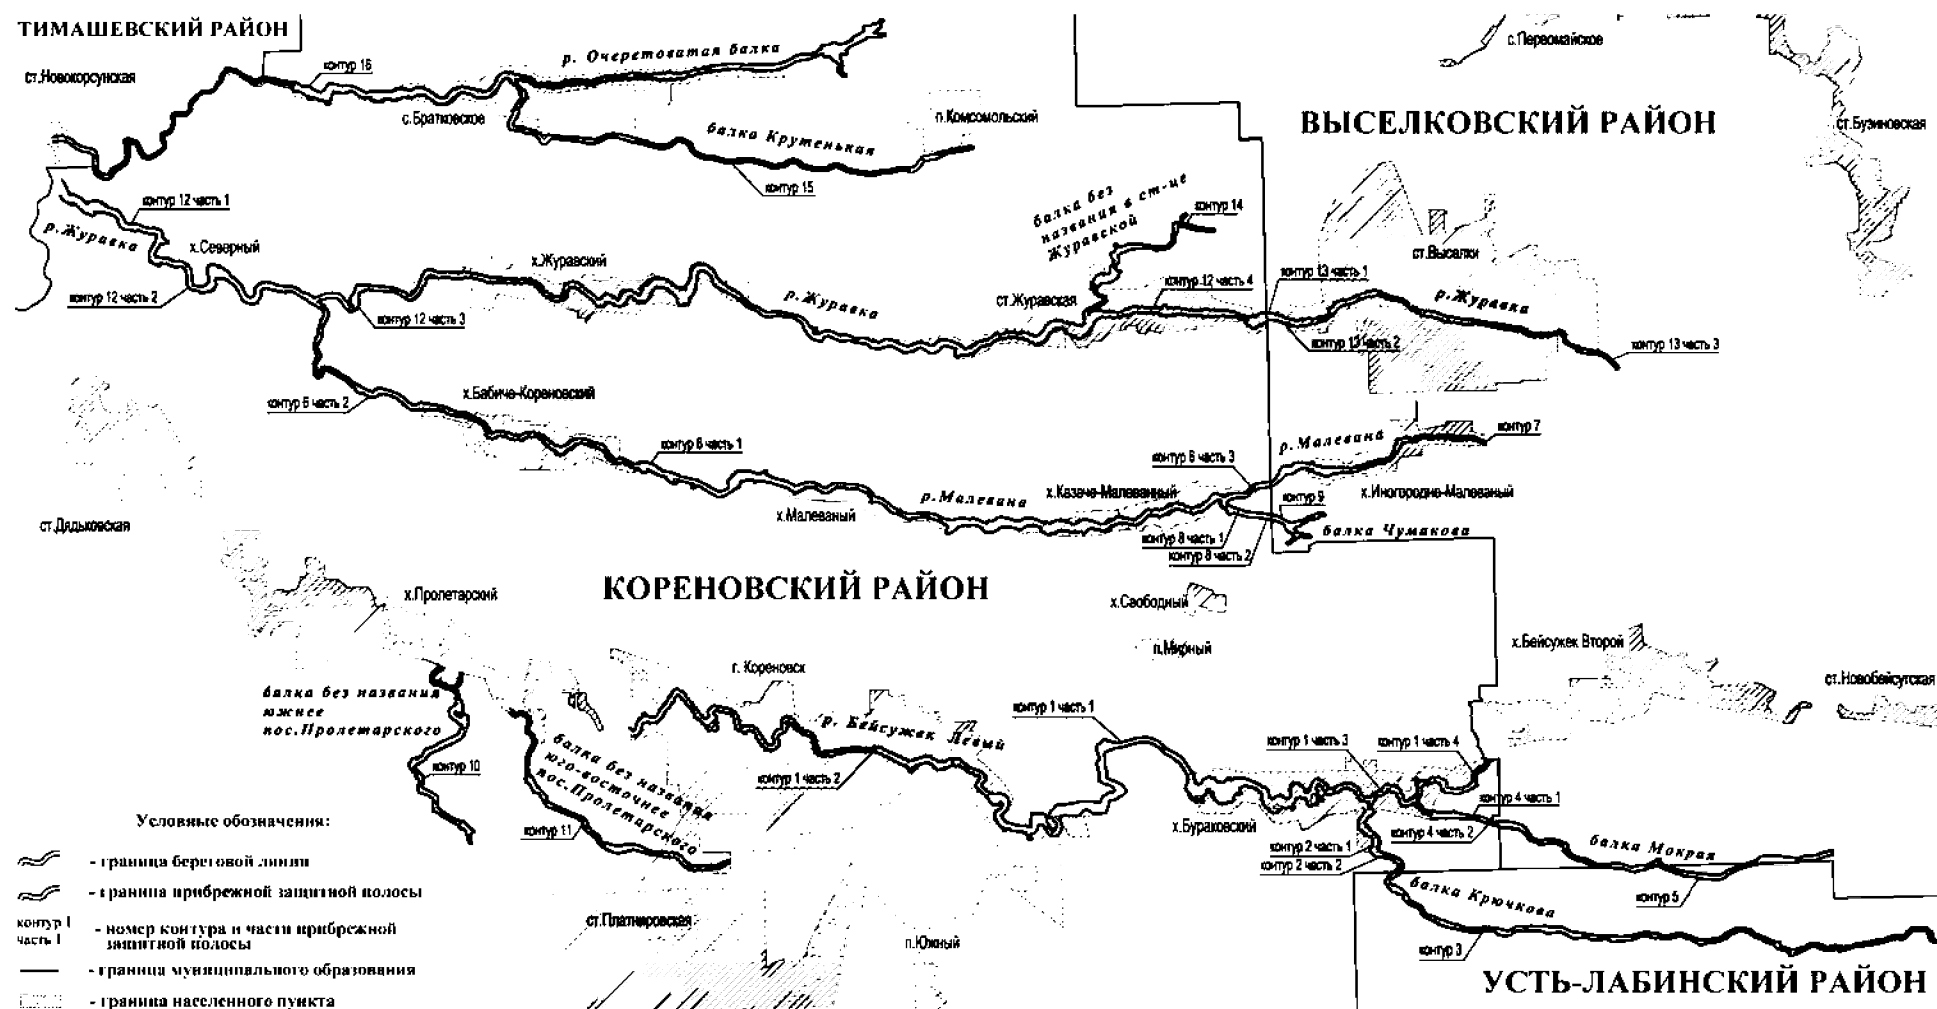 ТИМАШЕВСКИЙ РАЙОН
ст.Новокорсунская
контур 16
р. Очеретоватая балка
с.Братковское
п.Комсомольский
балка Крутенькая
контур 15
с.Первомайское
ВЫСЕЛКОВСКИЙ РАЙОН
ст.Бузиновская
контур 12 часть 1
р.Журавка
х.Северный
контур 12 часть 2
х.Журавский
контур 12 часть 3
р.Журавка
балка без
названия в ст-це
Журавской
контур 14
ст.Журавская
контур 12 часть 4
контур 13 часть 1
ст.Выселки
р.Журавка
контур 13 часть 2
контур 13 часть 3
контур 6 часть 2
х.Бабиче-Кореновский
контур 6 часть 1
х.Малеваный
р.Малевана
х.Казаче-Малеванный
контур 6 часть 3
р.Малевана
контур 7
х.Иногородне-Малеваный
контур 9
контур 8 часть 1
контур 8 часть 2
балка Чумакова
ст.Дядьковская
КОРЕНОВСКИЙ РАЙОН
х.Пролетарский
х.Свободный
п.Мирный
х.Бейсужек Второй
ст.Новобейсугская
балка без названия
южнее
пос.Пролетарского
контур 10
балка без названия
юго-восточнее
пос.Пролетарского
контур 11
г. Кореновск
р. Бейсужек Левый
контур 1 часть 2
контур 1 часть 1
контур 1 часть 3
контур 1 часть 4
х.Бураковский
контур 4 часть 1
контур 4 часть 2
контур 2 часть 1
контур 2 часть 2
балка Мокрая
балка Крючкова
контур 5
контур 3
ст.Платнировская
п.Южный
УСТЬ-ЛАБИНСКИЙ РАЙОН
Условные обозначения:
- граница береговой линии
- граница прибрежной защитной полосы
контур 1
часть 1
- номер контура и части прибрежной
защитной полосы
- граница муниципального образования
- граница населенного пункта